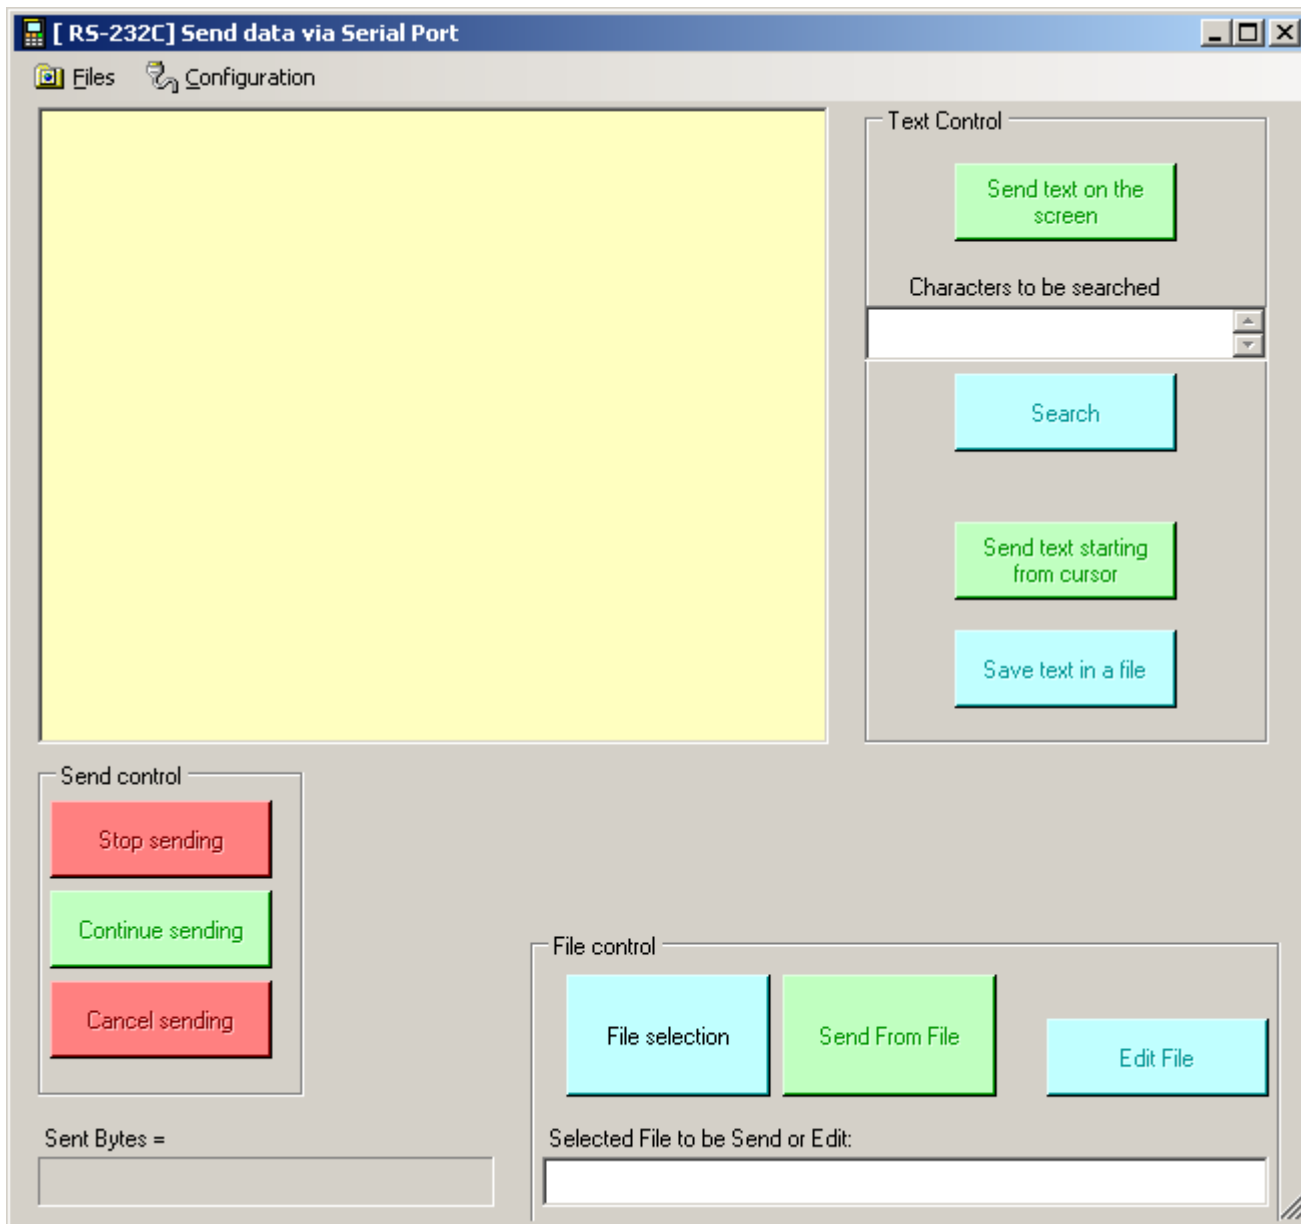 [ RS-232C] Send data via Serial Port
Files Configuration
Text Control
Send text on the
screen
Characters to be searched
Search
Send text starting
from cursor
Save text in a file
Send control
Stop sending
Continue sending
Cancel sending
File control
File selection
Send From File
Edit File
Sent Bytes =
Selected File to be Send or Edit: